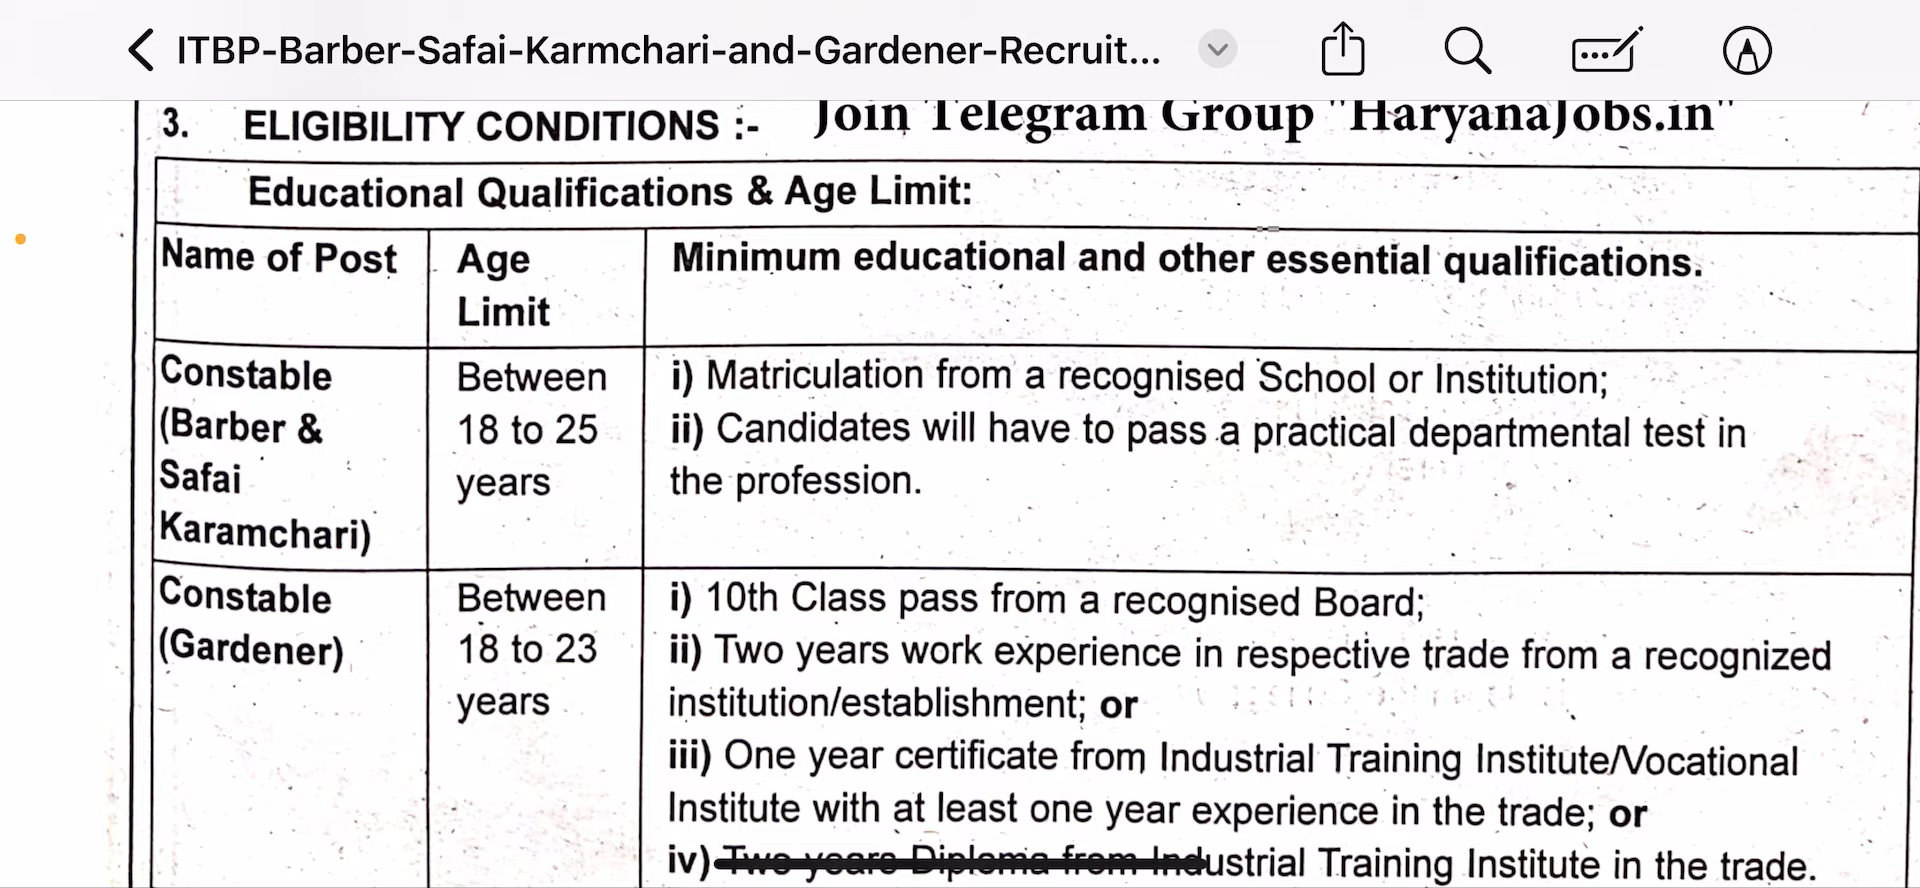 ITBP-Barber-Safai-Karmchari-and-Gardener-Recruit...
Join Telegram Group "HaryanaJobs.in"
3. ELIGIBILITY CONDITIONS :-
Educational Qualifications & Age Limit:
Name of Post
Age
Limit
Minimum educational and other essential qualifications.
Constable
(Barber &
Safai
Karamchari)
Between
18 to 25
years
i) Matriculation from a recognised School or Institution;
ii) Candidates will have to pass a practical departmental test in
the profession.
Constable
(Gardener)
Between
18 to 23
years
i) 10th Class pass from a recognised Board;
ii) Two years work experience in respective trade from a recognized
institution/establishment; or
iii) One year certificate from Industrial Training Institute/Vocational
Institute with at least one year experience in the trade; or
iv) Two years Diploma from Industrial Training Institute in the trade.